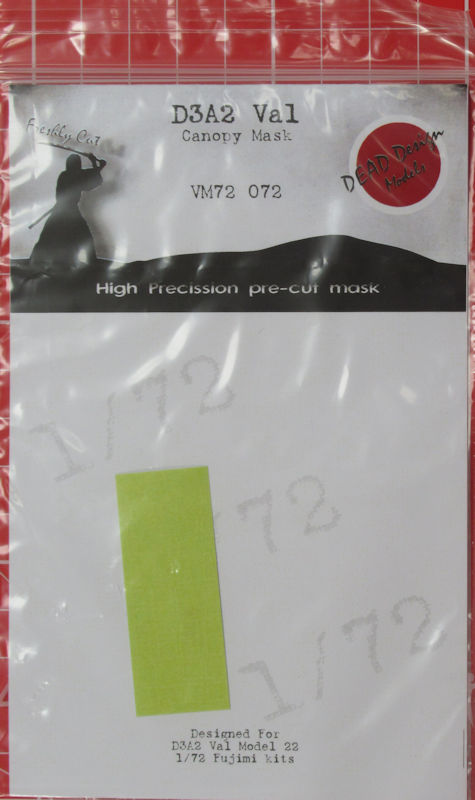 D3A2 Val
Canopy Mask
Freshly Cut
DEAD Design
Models
VM72 072
High Precission pre-cut mask
1/72
1/72
1/72
Designed For
D3A2 Val Model 22
1/72 Fujimi kits